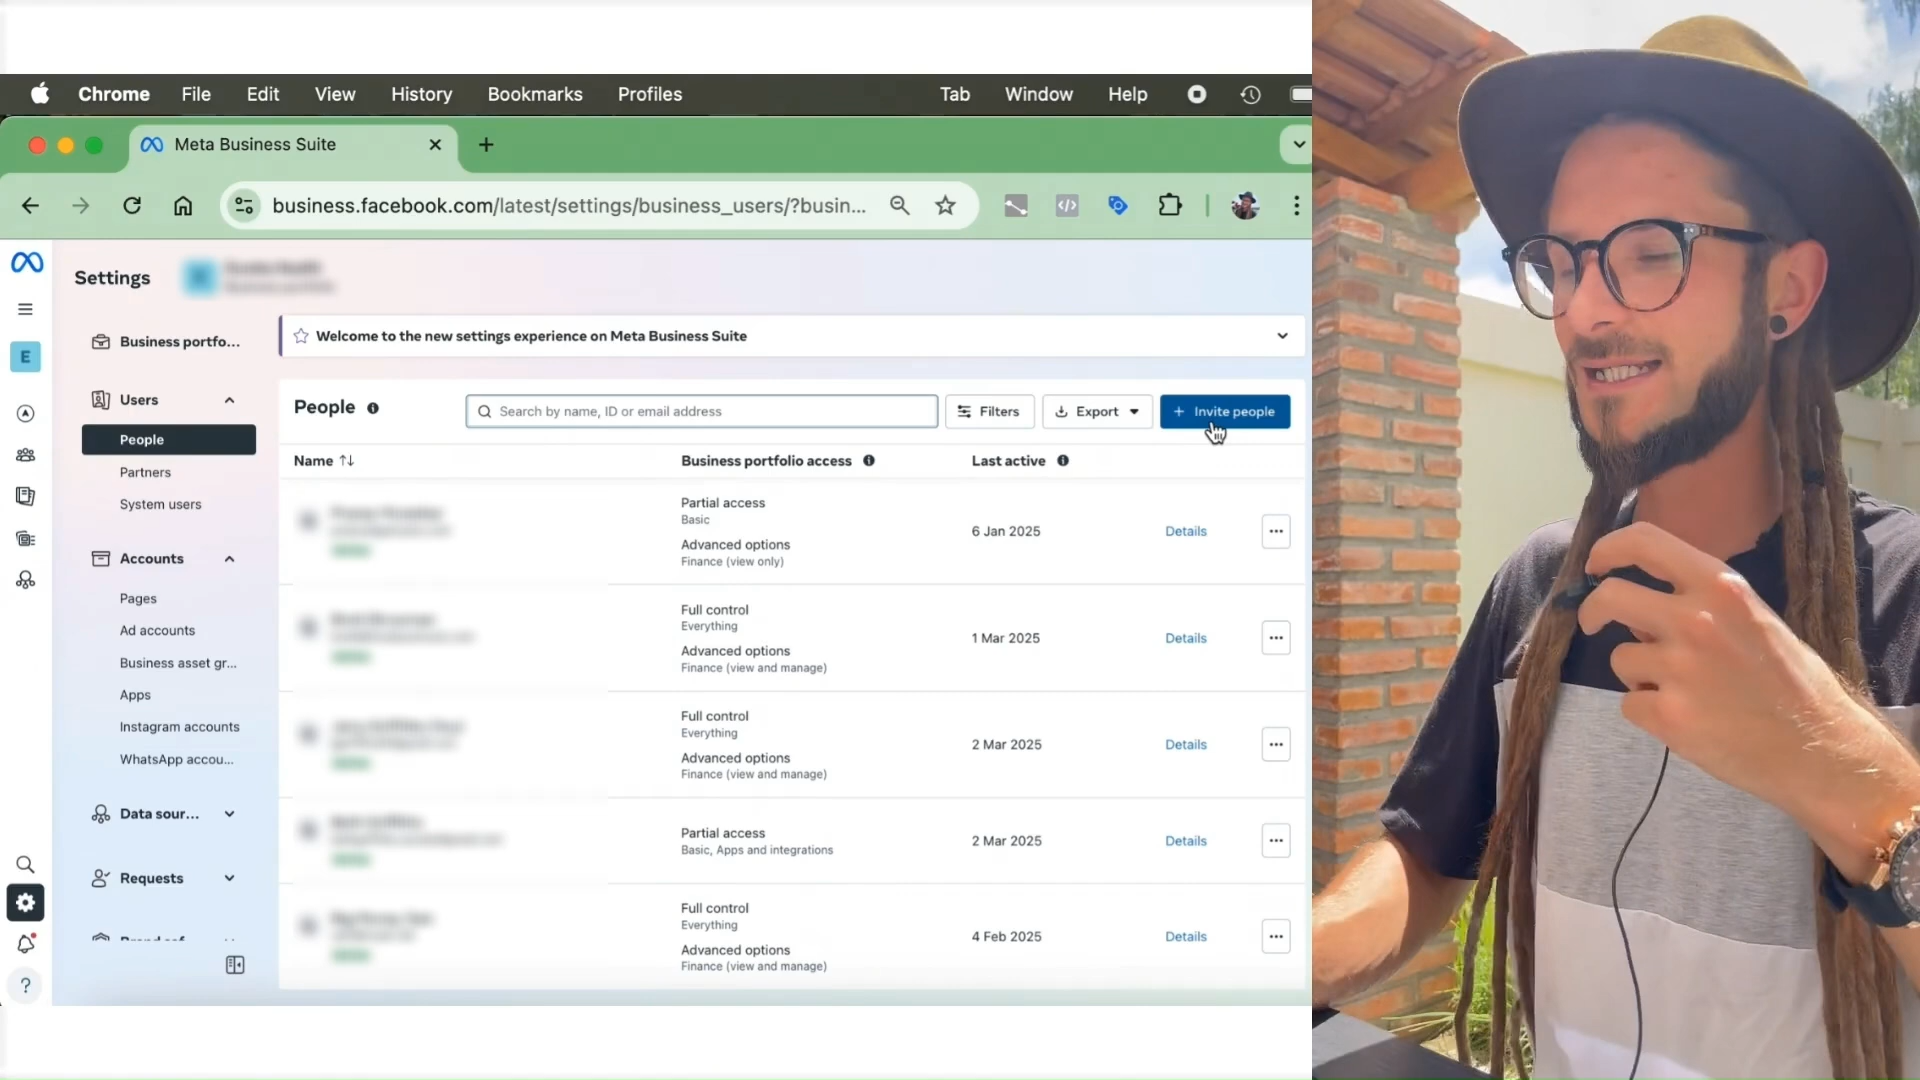 Chrome File Edit View History Bookmarks Profiles Tab Window Help
Meta Business Suite
business.facebook.com/latest/settings/business_users/?busin...
Settings
E
Business portfo...
Users
People
Partners
System users
Accounts
Pages
Ad accounts
Business asset gr...
Apps
Instagram accounts
WhatsApp accou...
Data sour...
Requests
?
Welcome to the new settings experience on Meta Business Suite
People
Search by name, ID or email address
Filters
Export
+ Invite people
Name
Business portfolio access
Last active
Partial access
Basic
Advanced options
Finance (view only)
6 Jan 2025
Details
Full control
Everything
Advanced options
Finance (view and manage)
1 Mar 2025
Details
Full control
Everything
Advanced options
Finance (view and manage)
2 Mar 2025
Details
Partial access
Basic, Apps and integrations
2 Mar 2025
Details
Full control
Everything
Advanced options
Finance (view and manage)
4 Feb 2025
Details